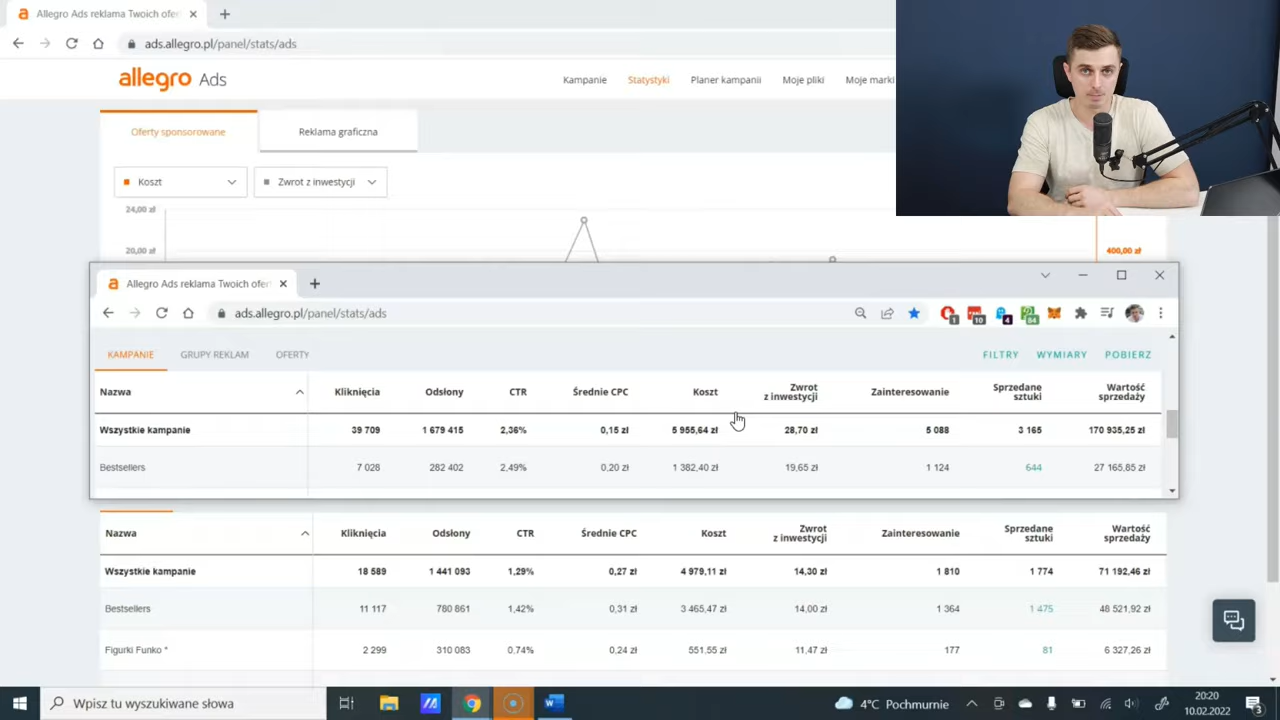 Allegro Ads reklama Twoich ofer
ads.allegro.pl/panel/stats/ads
allegro Ads
Kampanie Statystyki Planer kampanii Moje pliki Moje marki
Oferty sponsorowane Reklama graficzna
Koszt Zwrot z inwestycji
24,00 zł
20,00 zł 400,00 zł
Allegro Ads reklama Twoich ofer
ads.allegro.pl/panel/stats/ads 1 10 4 84
KAMPANIE GRUPY REKLAM OFERTY FILTRY WYMIARY POBIERZ
Nazwa Kliknięcia Odsłony CTR Średnie CPC Koszt Zwrot z inwestycji Zainteresowanie Sprzedane sztuki Wartość sprzedaży
Wszystkie kampanie 39 709 1 679 415 2,36% 0,15 zł 5 955,64 zł 28,70 zł 5 088 3 165 170 935,25 zł
Bestsellers 7 028 282 402 2,49% 0,20 zł 1 382,40 zł 19,65 zł 1 124 644 27 165,85 zł
Nazwa Kliknięcia Odsłony CTR Średnie CPC Koszt Zwrot z inwestycji Zainteresowanie Sprzedane sztuki Wartość sprzedaży
Wszystkie kampanie 18 589 1 441 093 1,29% 0,27 zł 4 979,11 zł 14,30 zł 1 810 1 774 71 192,46 zł
Bestsellers 11 117 780 861 1,42% 0,31 zł 3 465,47 zł 14,00 zł 1 364 1 475 48 521,92 zł
Figurki Funko * 2 299 310 083 0,74% 0,24 zł 551,55 zł 11,47 zł 177 81 6 327,26 zł
Wpisz tu wyszukiwane słowa 4°C Pochmurnie 20:20
10.02.2022 3